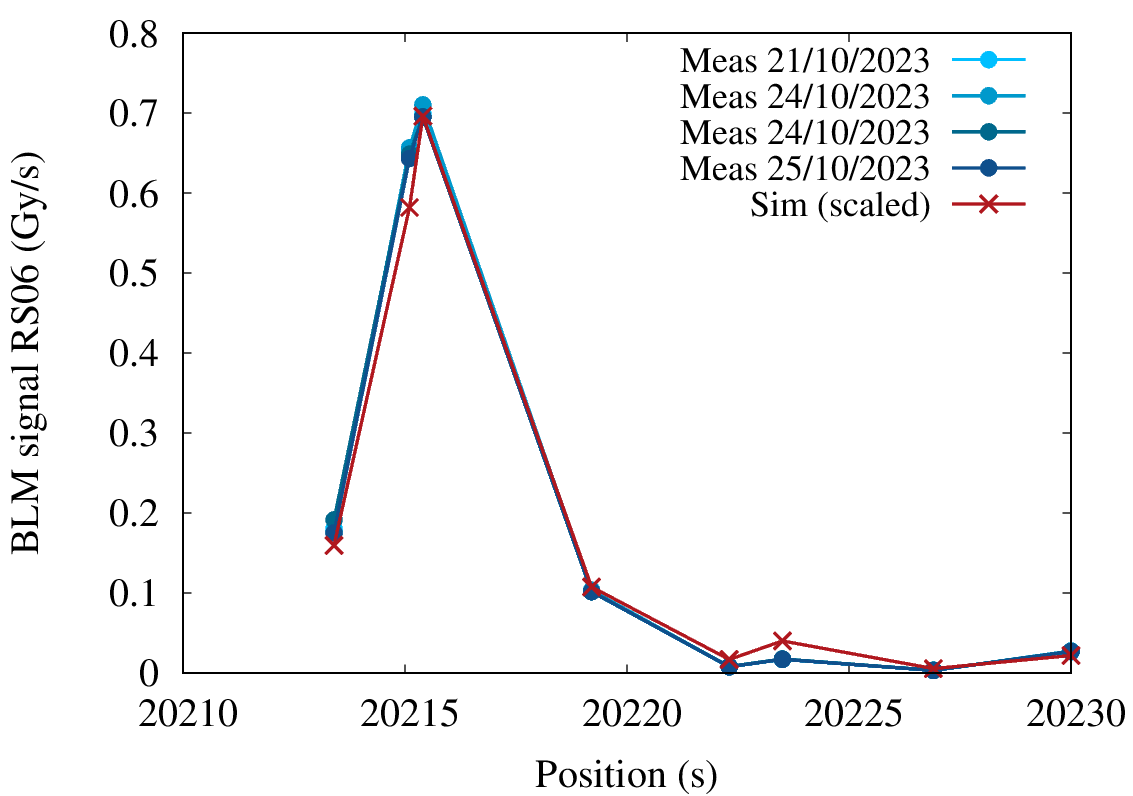 BLM signal RS06 (Gy/s)
0.8
0.7
0.6
0.5
0.4
0.3
0.2
0.1
0
Meas 21/10/2023
Meas 24/10/2023
Meas 24/10/2023
Meas 25/10/2023
Sim (scaled)
20210 20215 20220 20225 20230
Position (s)